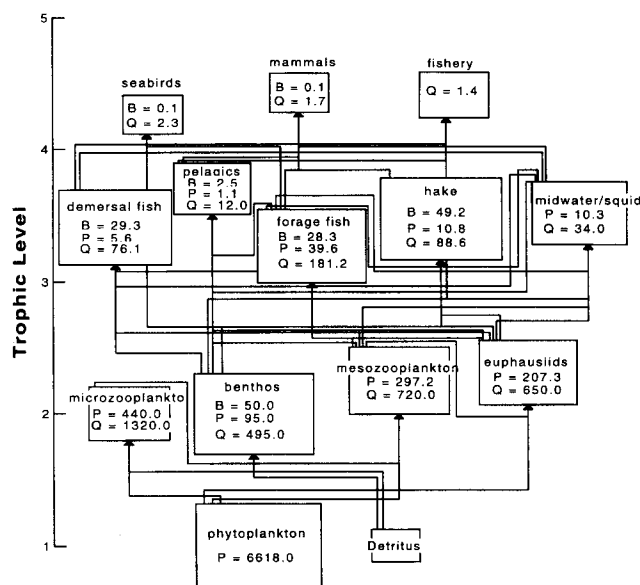 5
4
3
2
1
Trophic Level
mammals
B = 0.1
Q = 1.7
fishery
Q = 1.4
seabirds
B = 0.1
Q = 2.3
pelagics
B = 2.5
P = 1.1
Q = 12.0
demersal fish
B = 29.3
P = 5.6
Q = 76.1
forage fish
B = 28.3
P = 39.6
Q = 181.2
hake
B = 49.2
P = 10.8
Q = 88.6
midwater/squid
P = 10.3
Q = 34.0
microzooplankto
P = 440.0
Q = 1320.0
benthos
B = 50.0
P = 95.0
Q = 495.0
mesozooplankton
P = 297.2
Q = 720.0
euphausiids
P = 207.3
Q = 650.0
phytoplankton
P = 6618.0
Detritus